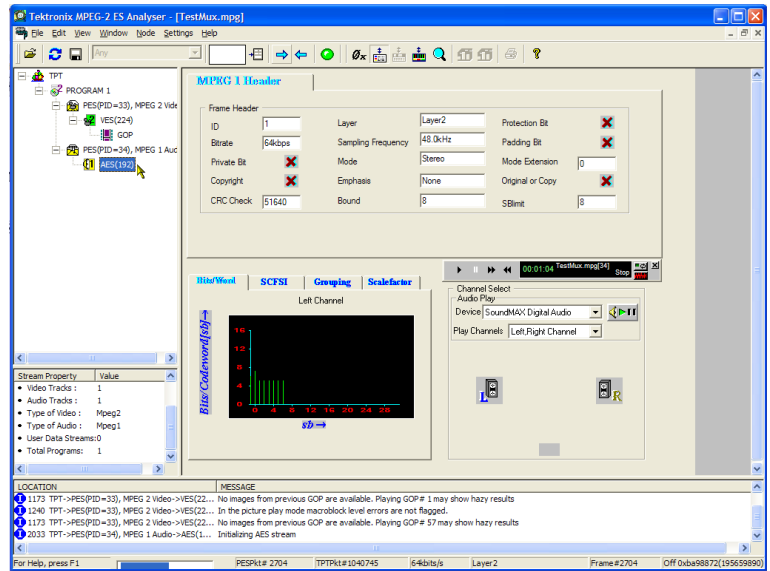 Tektronix MPEG-2 ES Analyser - [TestMux.mpg]
File Edit View Window Node Settings Help
Any
TPT
PROGRAM 1
PES(PID=33), MPEG 2 Vide
VES(224)
GOP
PES(PID=34), MPEG 1 Auc
AES(192)
MPEG 1 Header
Frame Header
ID 1 Layer Layer2 Protection Bit
Bitrate 64kbps Sampling Frequency 48.0kHz Padding Bit
Private Bit Mode Stereo Mode Extension 0
Copyright Emphasis None Original or Copy
CRC Check 51640 Bound 8 SBlimit 8
00:01:04 TestMux.mpg[34] Stop
Bits/Word SCFSI Grouping Scalefactor
Left Channel
Bits/Codeword[sb]
16
12
8
4
0
0 4 8 12 16 20 24 28
sb
Channel Select
Audio Play
Device SoundMAX Digital Audio
Play Channels Left,Right Channel
L R
Stream Property Value
Video Tracks : 1
Audio Tracks : 1
Type of Video : Mpeg2
Type of Audio : Mpeg1
User Data Streams:0
Total Programs: 1
LOCATION MESSAGE
1173 TPT->PES(PID=33), MPEG 2 Video->VES(22... No images from previous GOP are available. Playing GOP# 1 may show hazy results
1240 TPT->PES(PID=33), MPEG 2 Video->VES(22... In the picture play mode macroblock level errors are not flagged.
1173 TPT->PES(PID=33), MPEG 2 Video->VES(22... No images from previous GOP are available. Playing GOP# 57 may show hazy results
2033 TPT->PES(PID=34), MPEG 1 Audio->AES(1... Initializing AES stream
For Help, press F1 PESPkt# 2704 TPTPkt#1040745 64kbits/s Layer2 Frame#2704 Off 0xba98872(195659890)